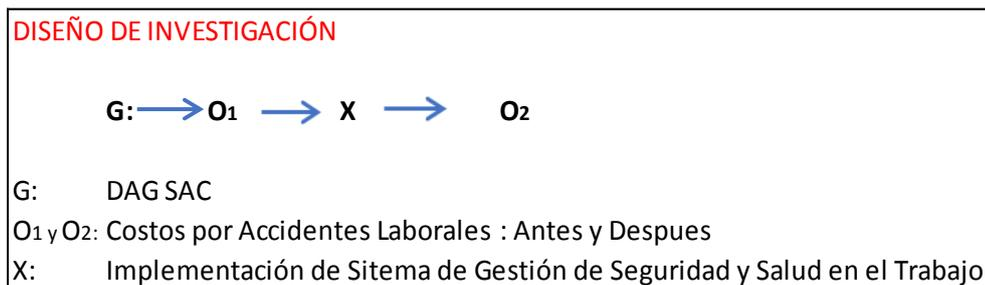 DISEÑO DE INVESTIGACIÓN
G: O1 X O2
G: DAG SAC
O1 y O2: Costos por Accidentes Laborales : Antes y Despues
X: Implementación de Sitema de Gestión de Seguridad y Salud en el Trabajo